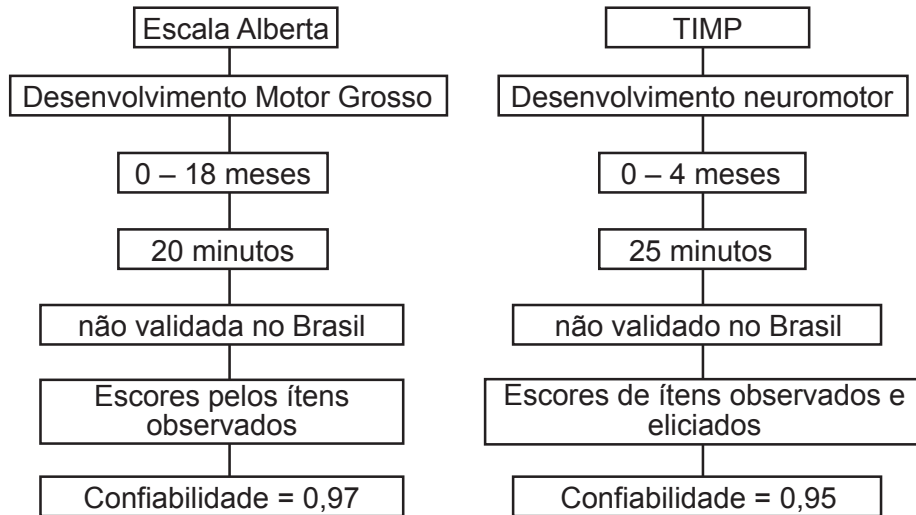 Escala Alberta
Desenvolvimento Motor Grosso
0 – 18 meses
20 minutos
não validada no Brasil
Escores pelos ítens
observados
Confiabilidade = 0,97
TIMP
Desenvolvimento neuromotor
0 – 4 meses
25 minutos
não validado no Brasil
Escores de ítens observados e
eliciados
Confiabilidade = 0,95